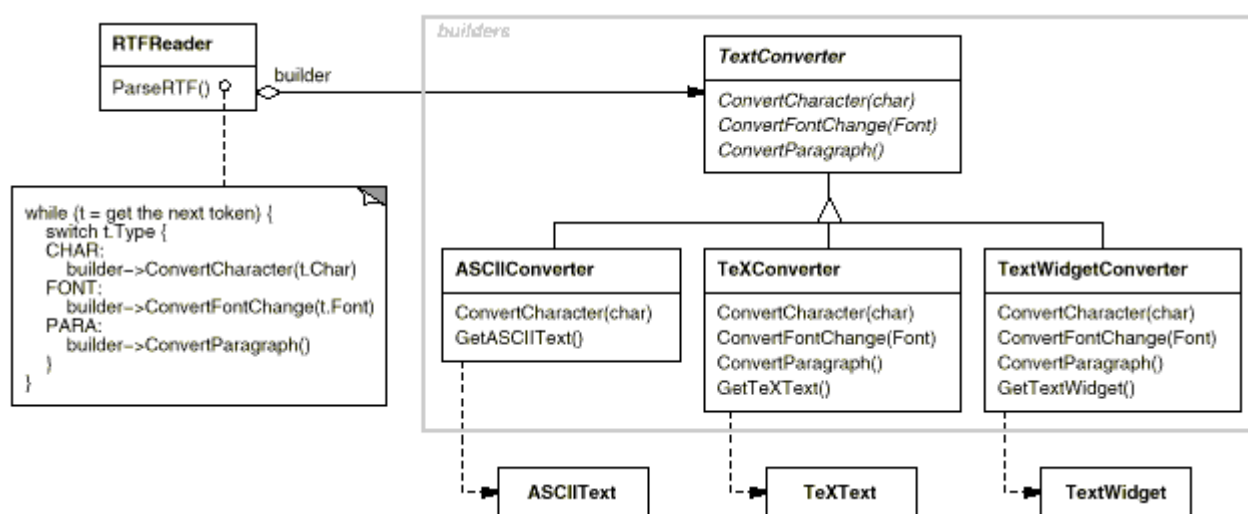 builders
RTFReader
ParseRTF()
builder
TextConverter
ConvertCharacter(char)
ConvertFontChange(Font)
ConvertParagraph()
while (t = get the next token) {
switch t.Type {
CHAR:
builder->ConvertCharacter(t.Char)
FONT:
builder->ConvertFontChange(t.Font)
PARA:
builder->ConvertParagraph()
}
}
ASCIIConverter
ConvertCharacter(char)
GetASCIIText()
TeXConverter
ConvertCharacter(char)
ConvertFontChange(Font)
ConvertParagraph()
GetTeXText()
TextWidgetConverter
ConvertCharacter(char)
ConvertFontChange(Font)
ConvertParagraph()
GetTextWidget()
ASCIIText
TeXText
TextWidget